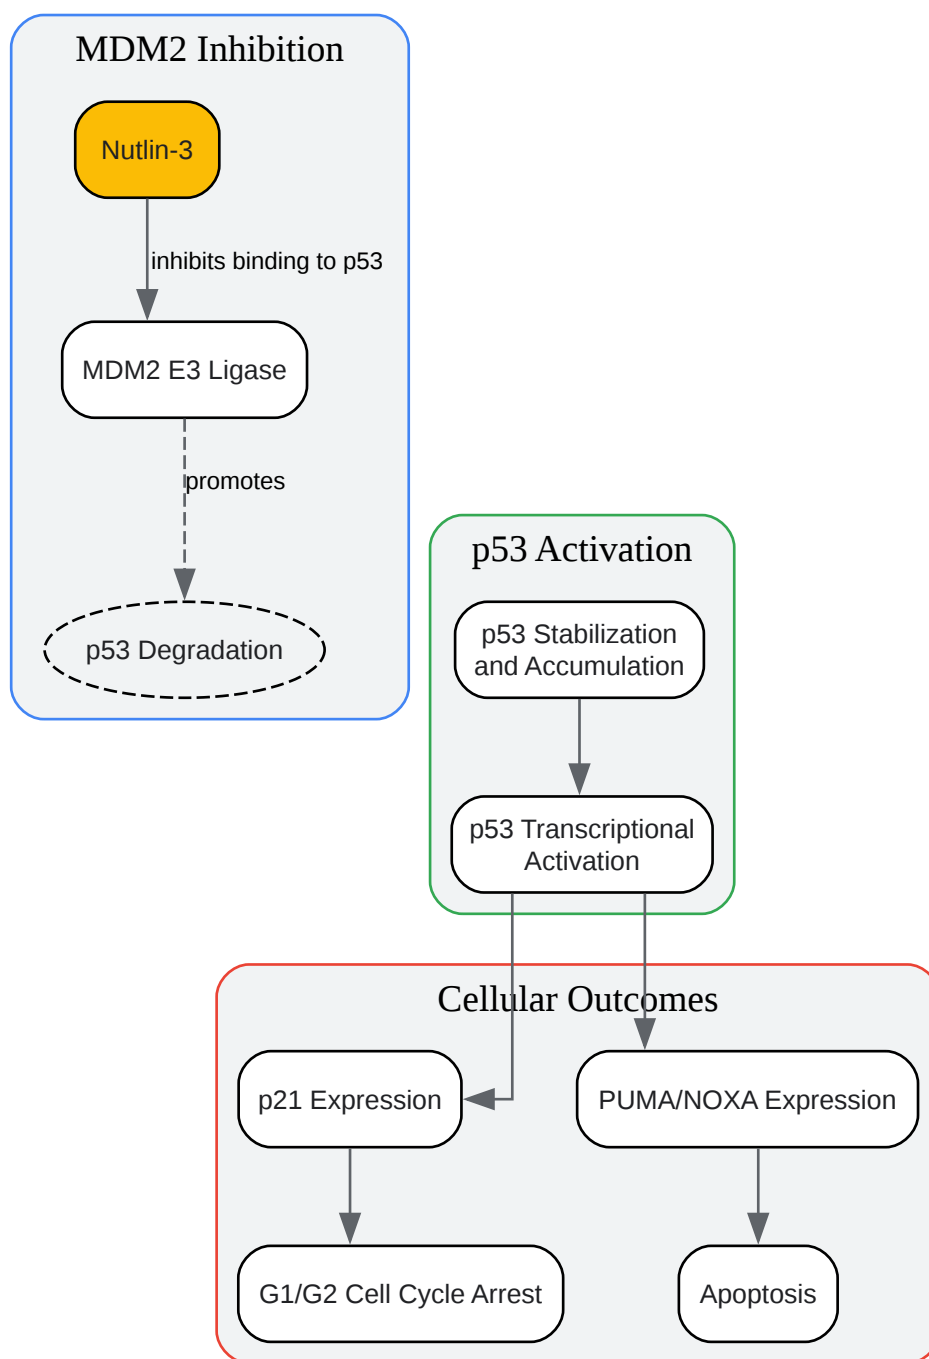 MDM2 Inhibition
Nutlin-3
inhibits binding to p53
MDM2 E3 Ligase
promotes
p53 Degradation
p53 Activation
p53 Stabilization
and Accumulation
p53 Transcriptional
Activation
Cellular Outcomes
p21 Expression
PUMA/NOXA Expression
G1/G2 Cell Cycle Arrest
Apoptosis